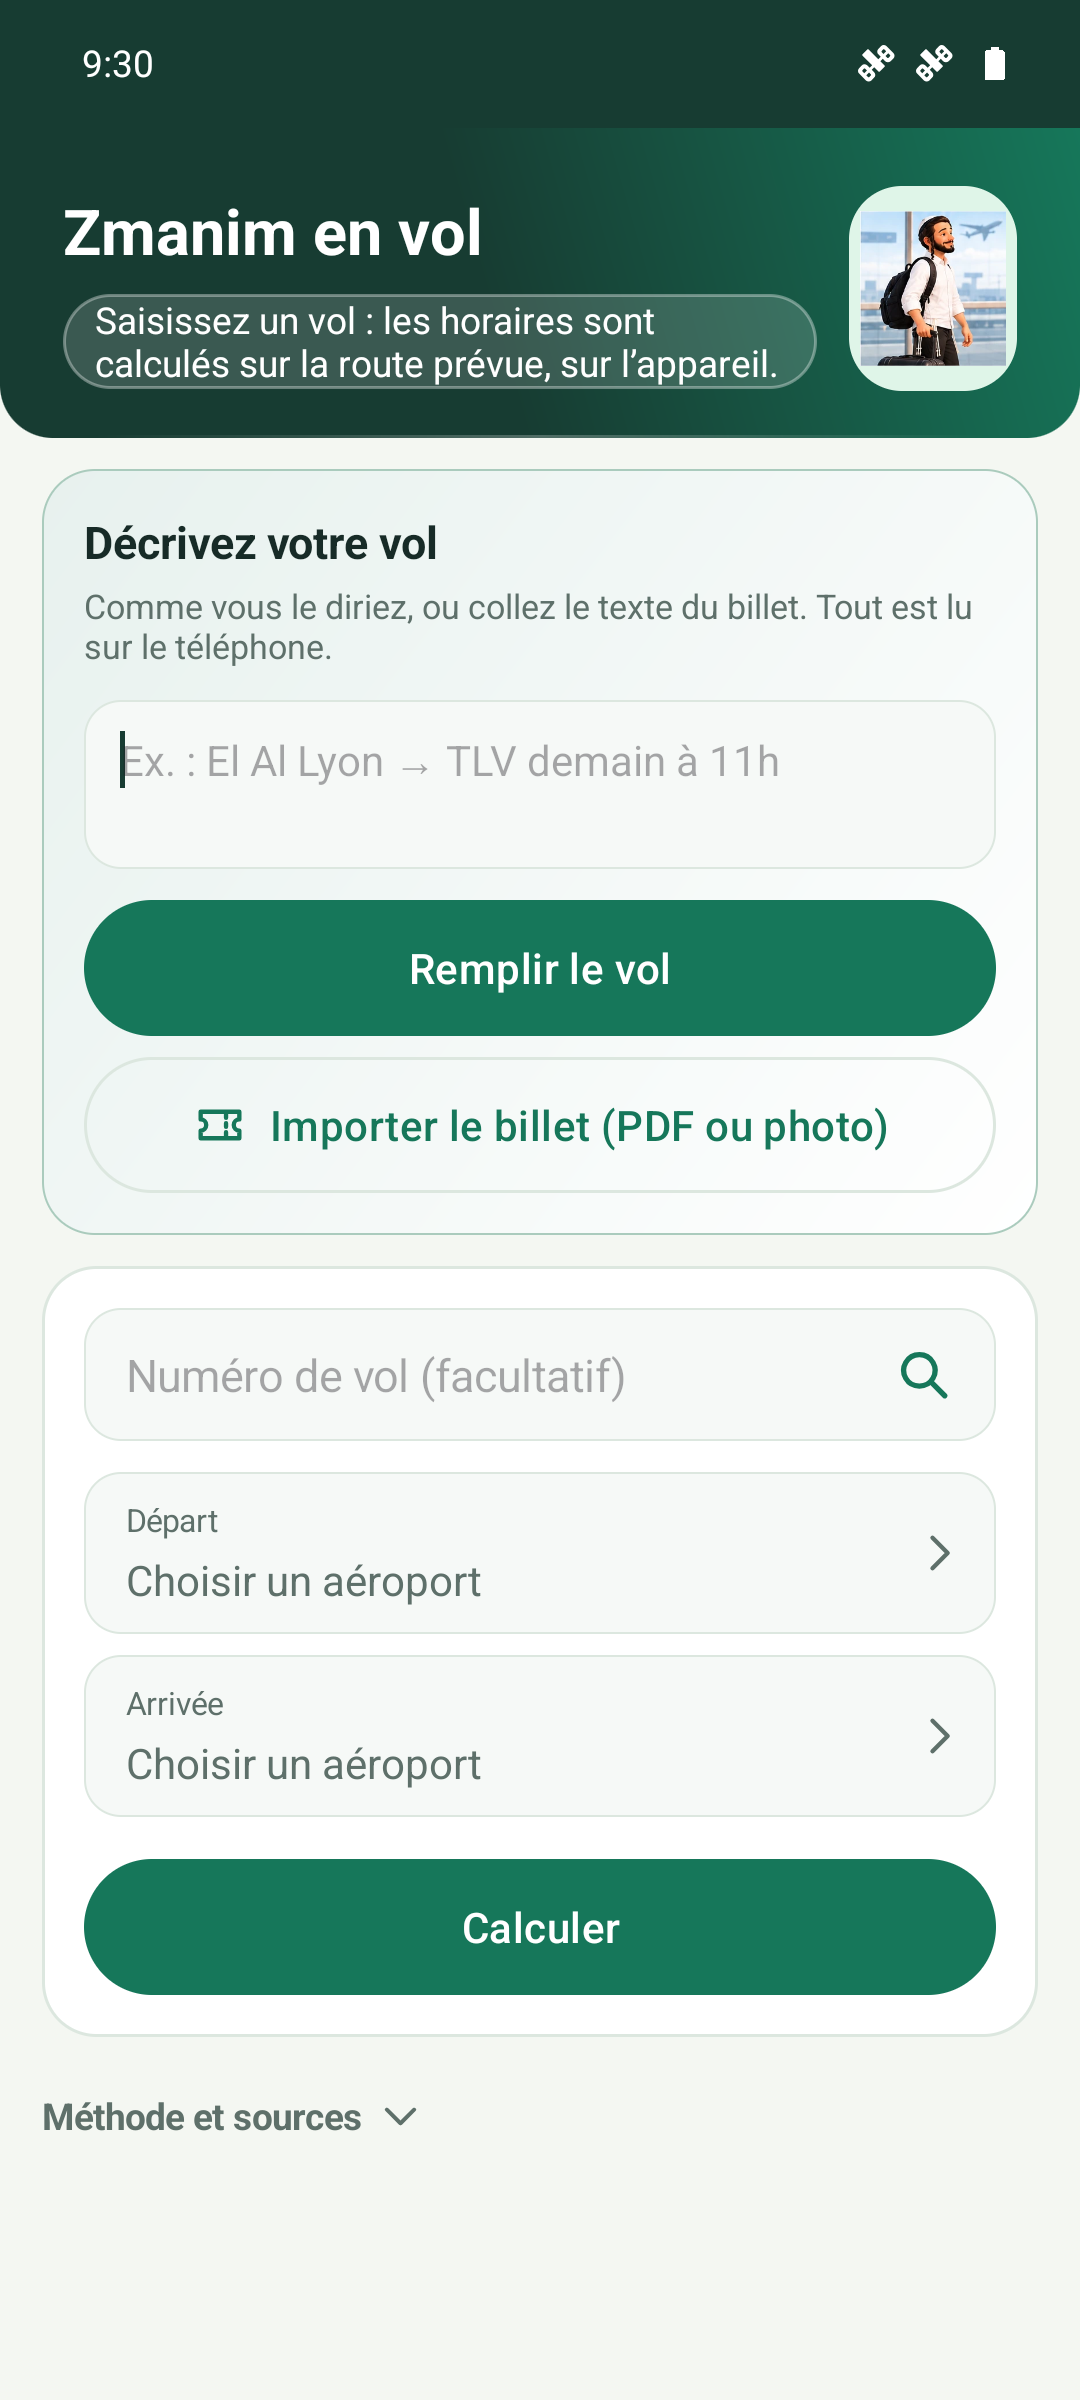 9:30
Zmanim en vol
Saisissez un vol : les horaires sont
calculés sur la route prévue, sur l’appareil.
Décrivez votre vol
Comme vous le diriez, ou collez le texte du billet. Tout est lu
sur le téléphone.
Ex. : El Al Lyon → TLV demain à 11h
Remplir le vol
Importer le billet (PDF ou photo)
Numéro de vol (facultatif)
Départ
Choisir un aéroport
Arrivée
Choisir un aéroport
Calculer
Méthode et sources